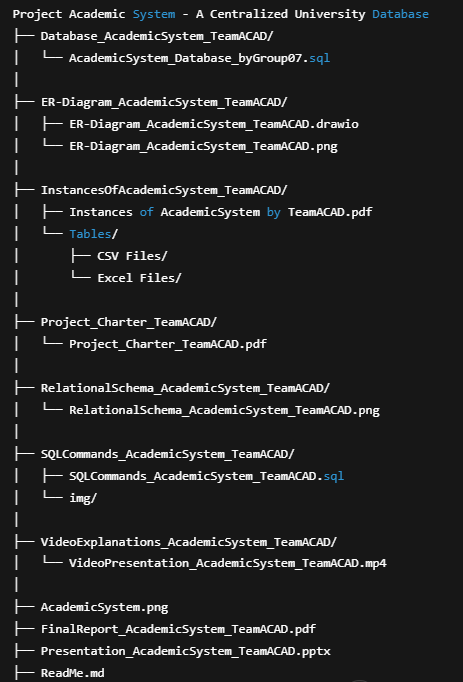 Project Academic System - A Centralized University Database
├── Database_AcademicSystem_TeamACAD/
│   └── AcademicSystem_Database_byGroup07.sql
│
├── ER-Diagram_AcademicSystem_TeamACAD/
│   ├── ER-Diagram_AcademicSystem_TeamACAD.drawio
│   └── ER-Diagram_AcademicSystem_TeamACAD.png
│
├── InstancesOfAcademicSystem_TeamACAD/
│   ├── Instances of AcademicSystem by TeamACAD.pdf
│   └── Tables/
│       ├── CSV Files/
│       └── Excel Files/
│
├── Project_Charter_TeamACAD/
│   └── Project_Charter_TeamACAD.pdf
│
├── RelationalSchema_AcademicSystem_TeamACAD/
│   └── RelationalSchema_AcademicSystem_TeamACAD.png
│
├── SQLCommands_AcademicSystem_TeamACAD/
│   ├── SQLCommands_AcademicSystem_TeamACAD.sql
│   └── img/
│
├── VideoExplanations_AcademicSystem_TeamACAD/
│   └── VideoPresentation_AcademicSystem_TeamACAD.mp4
│
├── AcademicSystem.png
├── FinalReport_AcademicSystem_TeamACAD.pdf
├── Presentation_AcademicSystem_TeamACAD.pptx
├── ReadMe.md